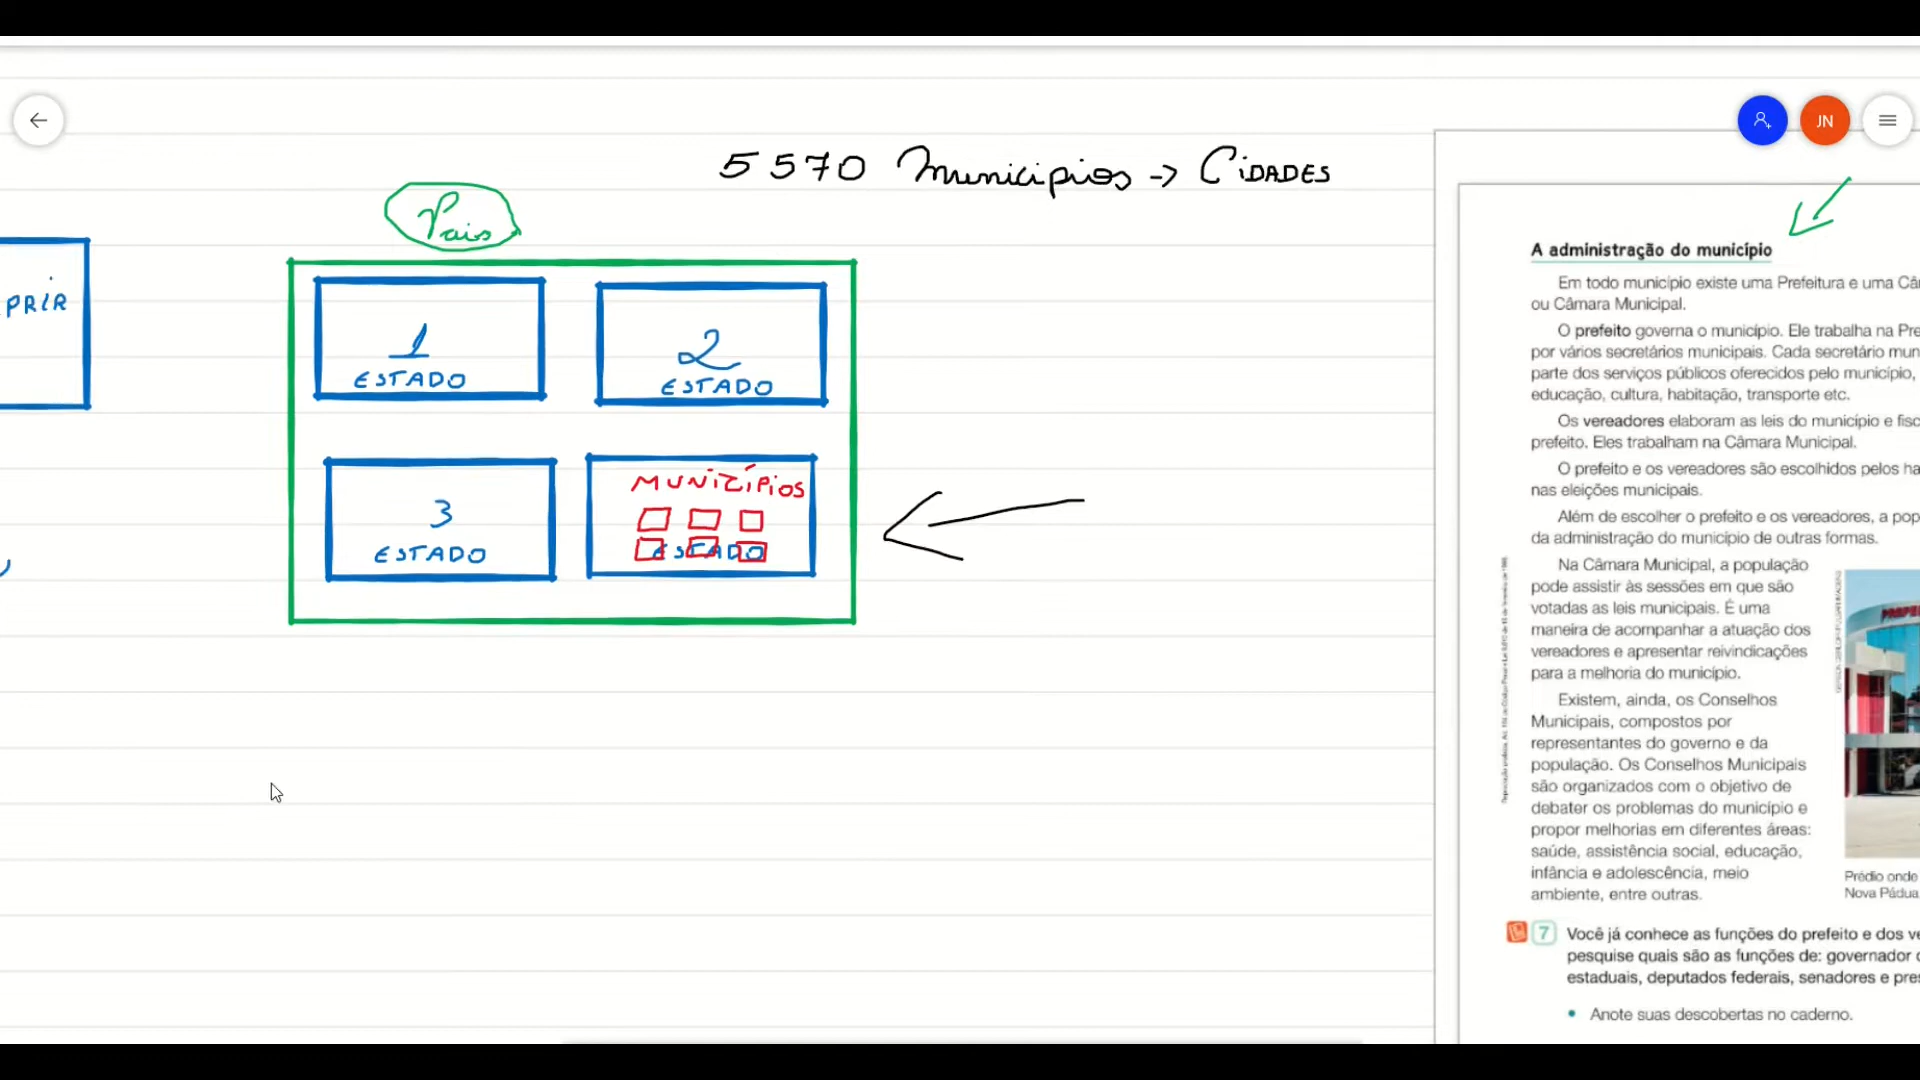 JN
5570 Municípios -> CIDADES
País
PRIR
1
ESTADO
2
ESTADO
3
ESTADO
MUNICÍPIOS
ESTADO
A administração do município
Em todo município existe uma Prefeitura e uma Câ
ou Câmara Municipal.
O prefeito governa o município. Ele trabalha na Pre
por vários secretários municipais. Cada secretário mun
parte dos serviços públicos oferecidos pelo município,
educação, cultura, habitação, transporte etc.
Os vereadores elaboram as leis do município e fisc
prefeito. Eles trabalham na Câmara Municipal.
O prefeito e os vereadores são escolhidos pelos ha
nas eleições municipais.
Além de escolher o prefeito e os vereadores, a pop
da administração do município de outras formas.
Na Câmara Municipal, a população
pode assistir às sessões em que são
votadas as leis municipais. É uma
maneira de acompanhar a atuação dos
vereadores e apresentar reivindicações
para a melhoria do município.
Existem, ainda, os Conselhos
Municipais, compostos por
representantes do governo e da
população. Os Conselhos Municipais
são organizados com o objetivo de
debater os problemas do município e
propor melhorias em diferentes áreas:
saúde, assistência social, educação,
infância e adolescência, meio
ambiente, entre outras.
Prédio onde
Nova Pádua
7 Você já conhece as funções do prefeito e dos ve
pesquise quais são as funções de: governador
estaduais, deputados federais, senadores e pres
• Anote suas descobertas no caderno.